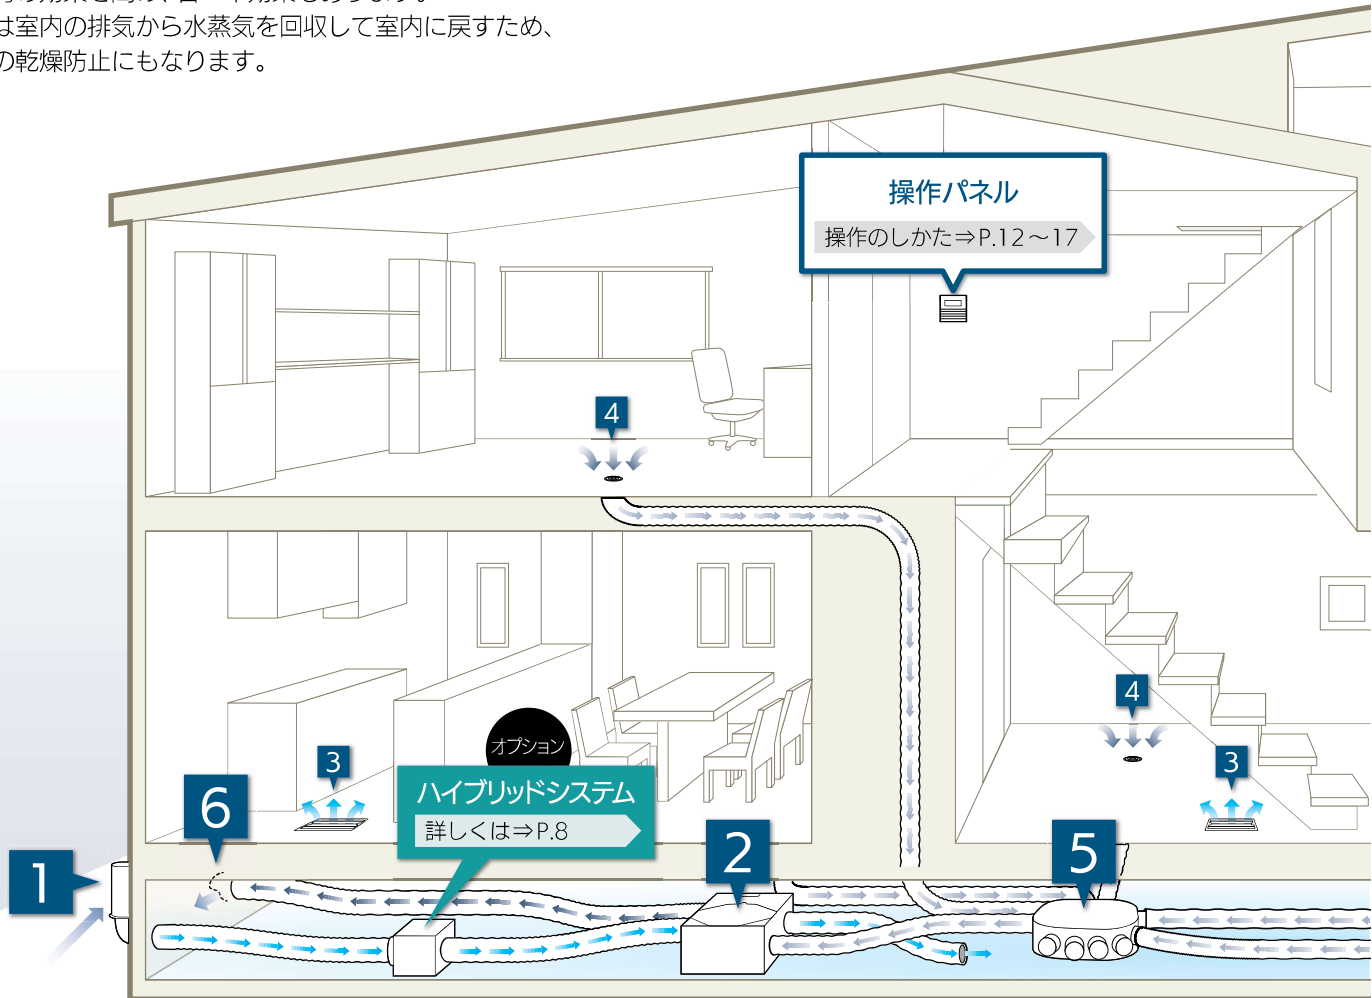 は室内の排気から水蒸気を回収して室内に戻すため、
の乾燥防止にもなります。
操作パネル
操作のしかた⇒P.12～17
4
4
3
3
オプション
ハイブリッドシステム
詳しくは⇒P.8
6
2
5
1